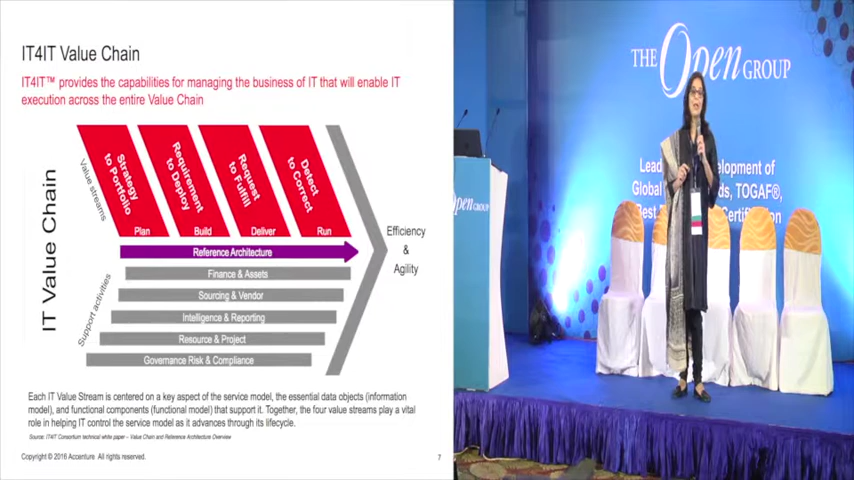 IT4IT Value Chain
IT4IT™ provides the capabilities for managing the business of IT that will enable IT
execution across the entire Value Chain
IT Value Chain
Value streams
Strategy
to Portfolio
Plan
Requirement
to Deploy
Build
Request
to Fulfill
Deliver
Detect
to Correct
Run
Reference Architecture
Support activities
Finance & Assets
Sourcing & Vendor
Intelligence & Reporting
Resource & Project
Governance Risk & Compliance
Efficiency
&
Agility
Each IT Value Stream is centered on a key aspect of the service model, the essential data objects (information
model), and functional components (functional model) that support it. Together, the four value streams play a vital
role in helping IT control the service model as it advances through its lifecycle.
Source: IT4IT Consortium technical white paper – Value Chain and Reference Architecture Overview
Copyright © 2016 Accenture All rights reserved.
7
THE Open GROUP
Lea elopment of
Global ds, TOGAF®,
Best Certification
Open GROUP